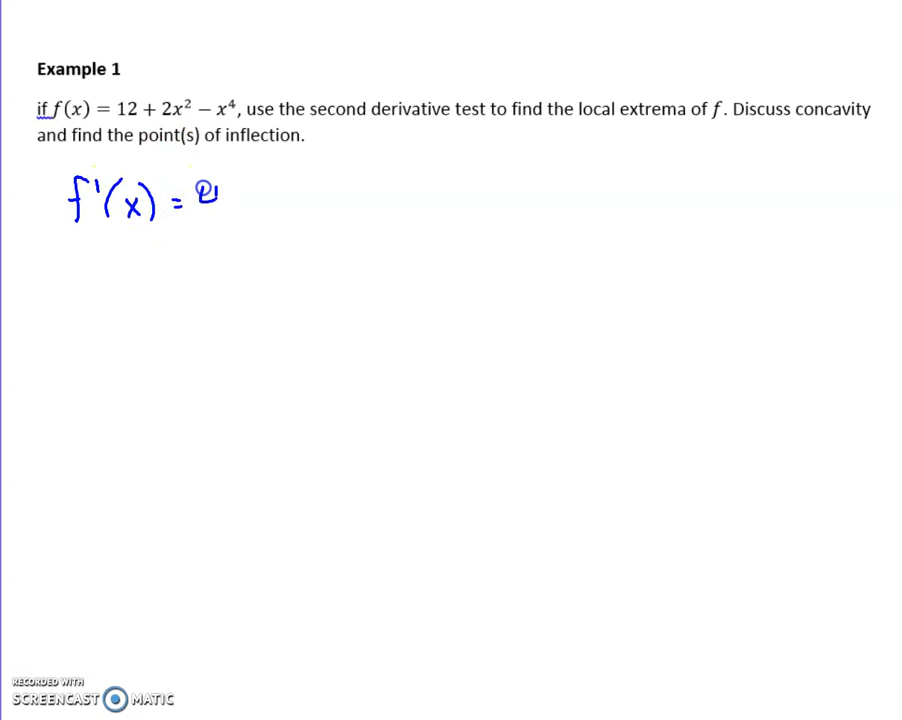 Example 1
if f(x) = 12 + 2x² − x⁴, use the second derivative test to find the local extrema of f. Discuss concavity
and find the point(s) of inflection.
f'(x) =
RECORDED WITH
SCREENCAST MATIC